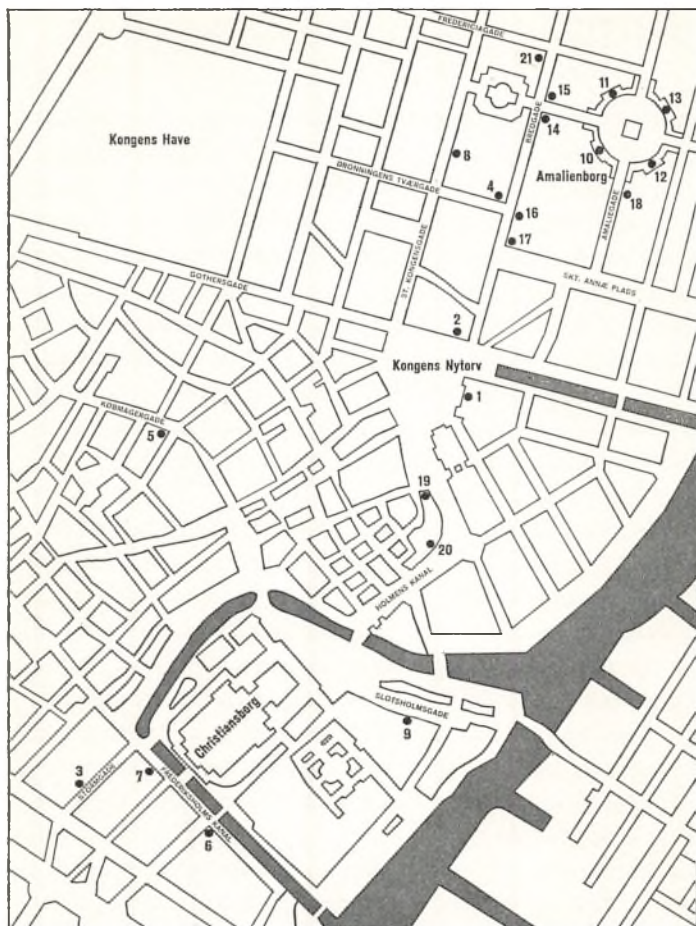 FREDERICIAGADE
21
15
11
13
14
BREDGADE
Kongens Have
8
10
12
DRONNINGENS TVÆRGADE
4
Amalienborg
18
AMALIEGADE
16
17
ST. KONGENSGADE
SKT. ANNÆ PLADS
GOTHERSGADE
2
Kongens Nytorv
1
KØBMAGERGADE
5
19
20
HOLMENS KANAL
SLOTSHOLMSGADE
9
Christiansborg
3
STORMGADE
7
FREDERIKSHOLMS KANAL
6